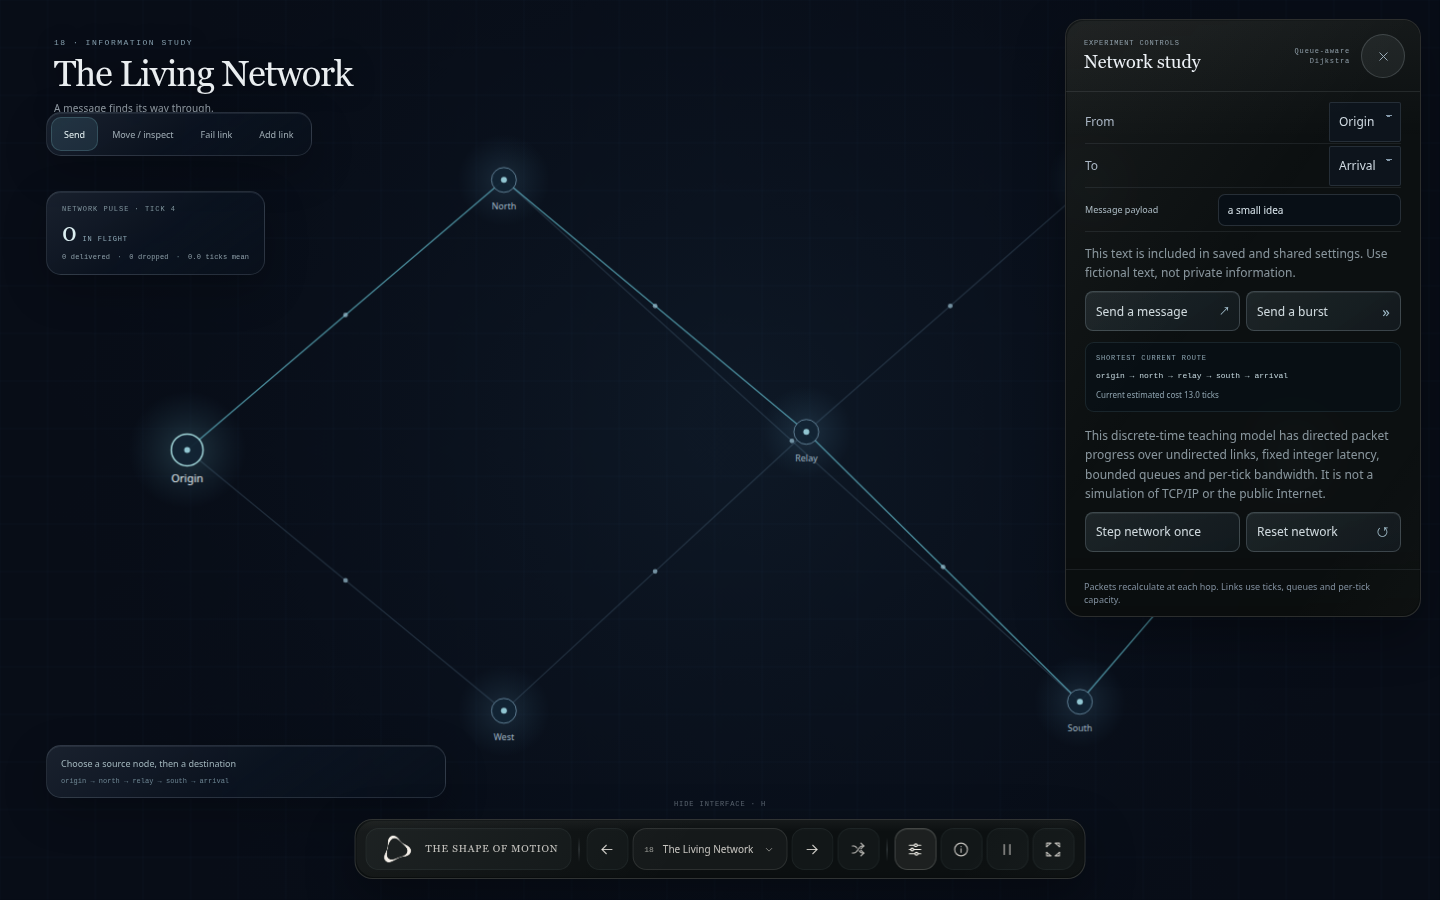 18 · INFORMATION STUDY
The Living Network
A message finds its way through.
Send
Move / inspect
Fail link
Add link
NETWORK PULSE · TICK 4
0 IN FLIGHT
0 delivered · 0 dropped · 0.0 ticks mean
North
Origin
Relay
West
South
EXPERIMENT CONTROLS
Network study
Queue-aware
Dijkstra
From
Origin
To
Arrival
Message payload
a small idea
This text is included in saved and shared settings. Use
fictional text, not private information.
Send a message ↗
Send a burst »
SHORTEST CURRENT ROUTE
origin → north → relay → south → arrival
Current estimated cost 13.0 ticks
This discrete-time teaching model has directed packet
progress over undirected links, fixed integer latency,
bounded queues and per-tick bandwidth. It is not a
simulation of TCP/IP or the public Internet.
Step network once
Reset network
Packets recalculate at each hop. Links use ticks, queues and per-tick
capacity.
Choose a source node, then a destination
origin → north → relay → south → arrival
HIDE INTERFACE · H
THE SHAPE OF MOTION
18 The Living Network